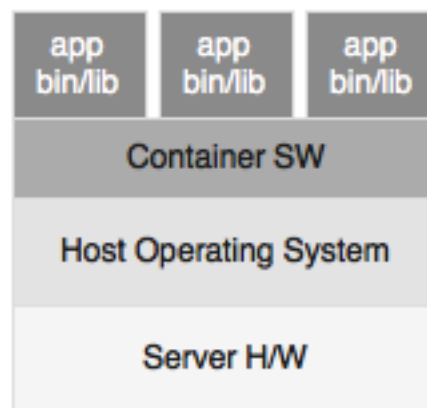 app app app
bin/lib bin/lib bin/lib
Container SW
Host Operating System
Server H/W